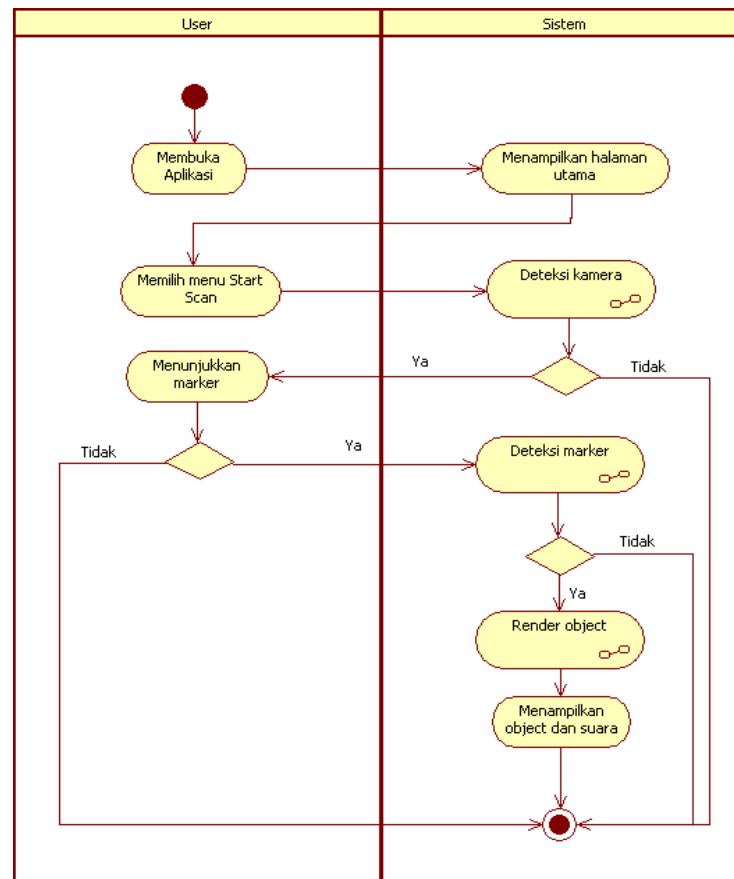 User
Sistem
Membuka
Aplikasi
Menampilkan halaman
utama
Memilih menu Start
Scan
Deteksi kamera
Menunjukkan
marker
Ya
Tidak
Tidak
Ya
Deteksi marker
Tidak
Ya
Render object
Menampilkan
object dan suara